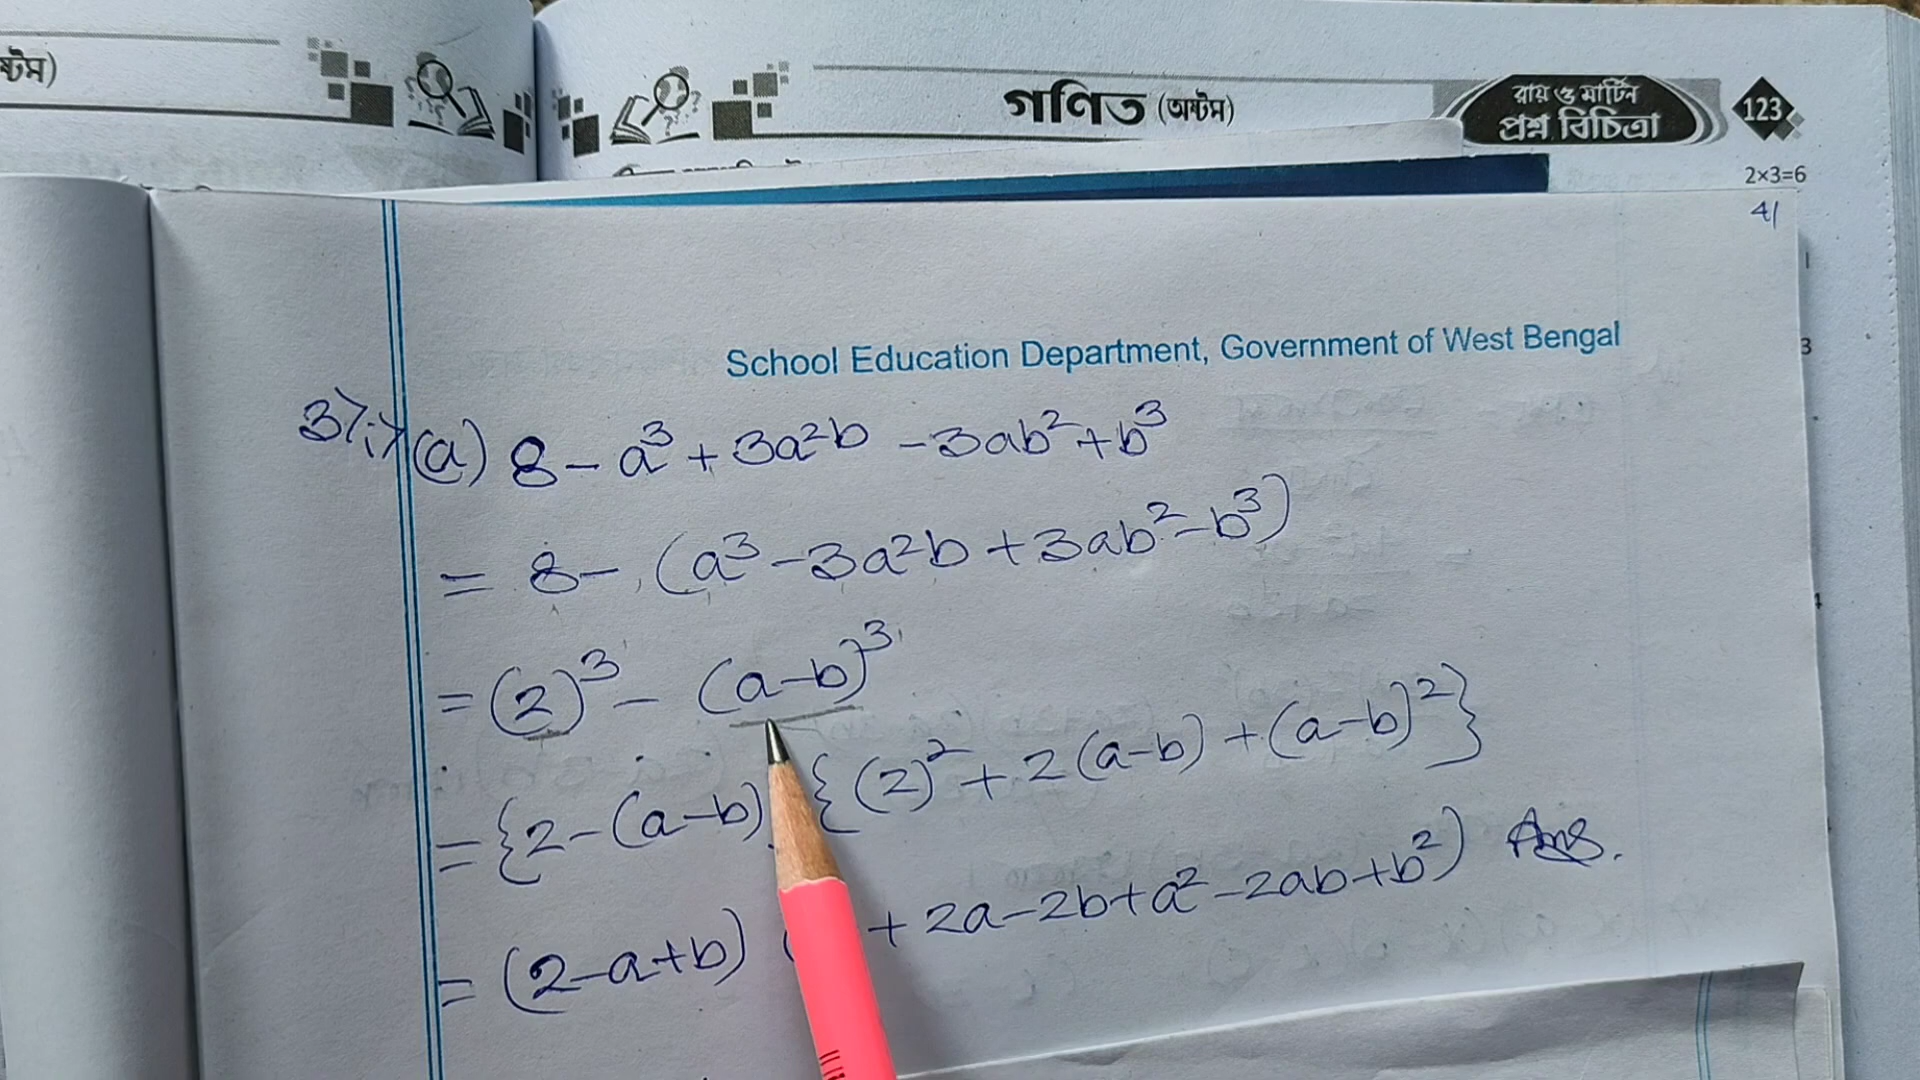 ষ্টম)
গণিত (অষ্টম)
রায় ও মার্টিন
প্রশ্ন বিচিত্রা
123
2×3=6
41
School Education Department, Government of West Bengal
3>i> (a) 8 - a³ + 3a²b - 3ab² + b³
= 8 - (a³ - 3a²b + 3ab² - b³)
= (2)³ - (a-b)³
= {2-(a-b) {(2)² + 2(a-b) + (a-b)²}
= (2-a+b) ( + 2a - 2b + a² - 2ab + b²) Ans.
3
4